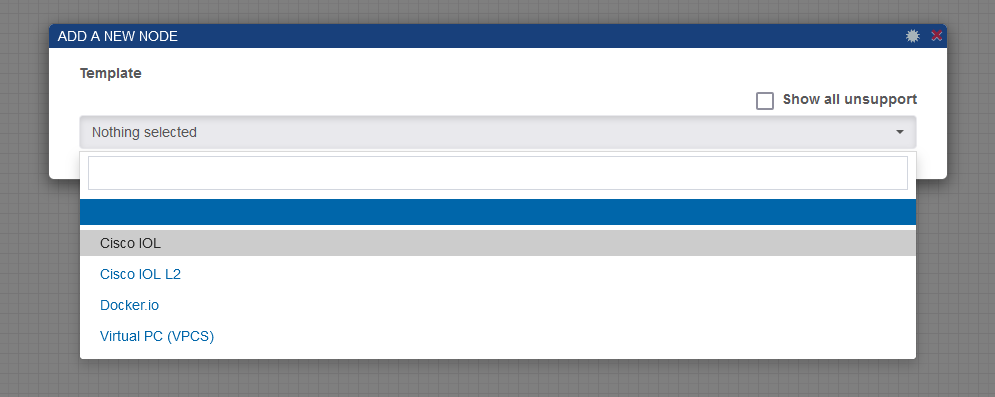 ADD A NEW NODE
Template
Show all unsupport
Nothing selected
Cisco IOL
Cisco IOL L2
Docker.io
Virtual PC (VPCS)